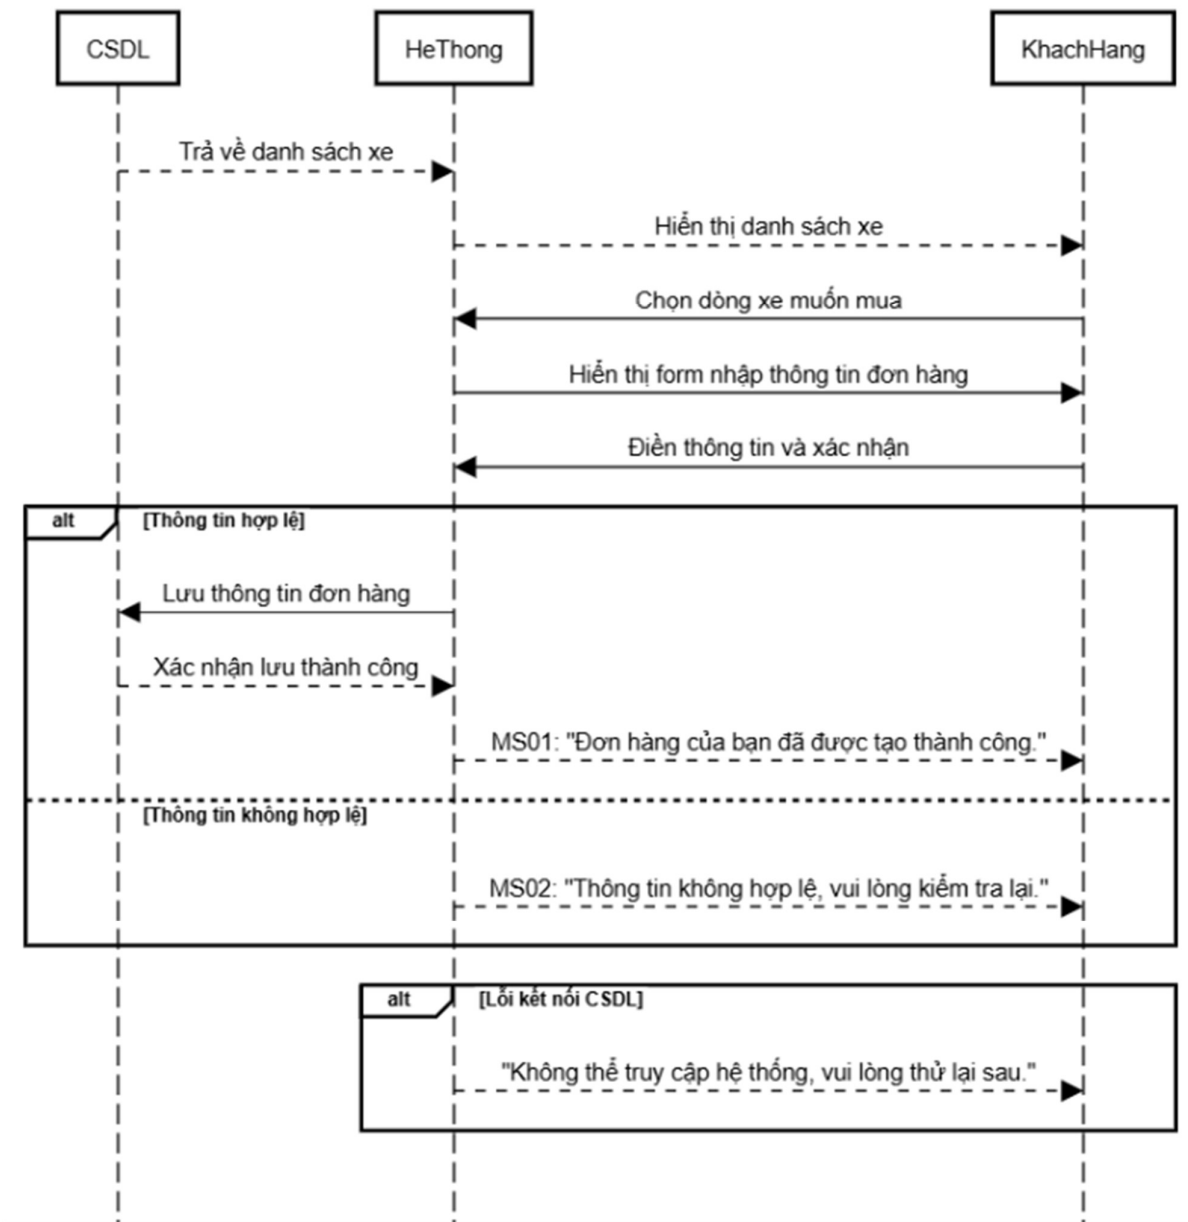 CSDL
HeThong
KhachHang
Trả về danh sách xe
Hiển thị danh sách xe
Chọn dòng xe muốn mua
Hiển thị form nhập thông tin đơn hàng
Điền thông tin và xác nhận
alt
[Thông tin hợp lệ]
Lưu thông tin đơn hàng
Xác nhận lưu thành công
MS01: "Đơn hàng của bạn đã được tạo thành công."
[Thông tin không hợp lệ]
MS02: "Thông tin không hợp lệ, vui lòng kiểm tra lại."
alt
[Lỗi kết nối CSDL]
"Không thể truy cập hệ thống, vui lòng thử lại sau."